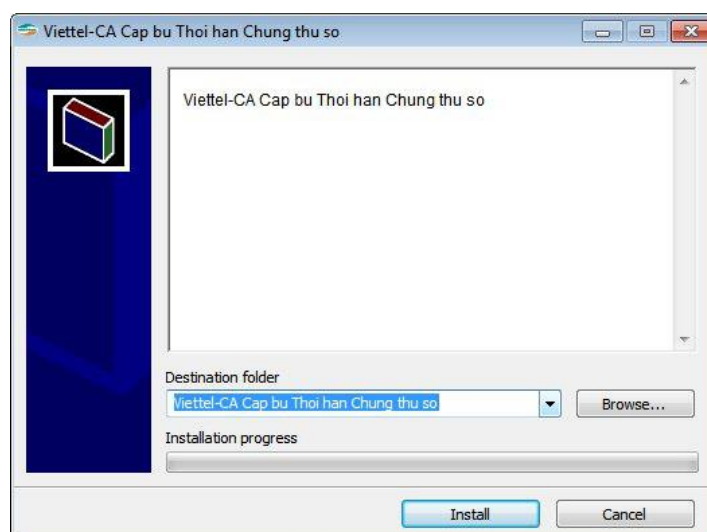 Viettel-CA Cap bu Thoi han Chung thu so
Viettel-CA Cap bu Thoi han Chung thu so
Destination folder
Viettel-CA Cap bu Thoi han Chung thu so
Browse...
Installation progress
Install
Cancel